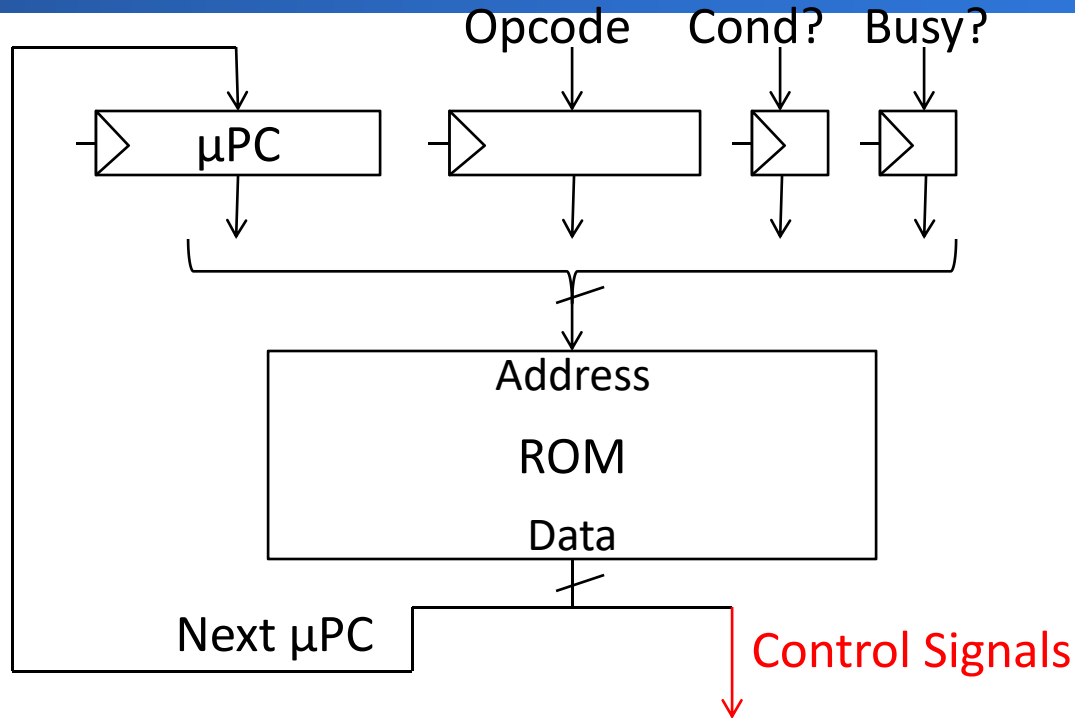 Opcode Cond? Busy?
µPC
Address
ROM
Data
Next µPC
Control Signals